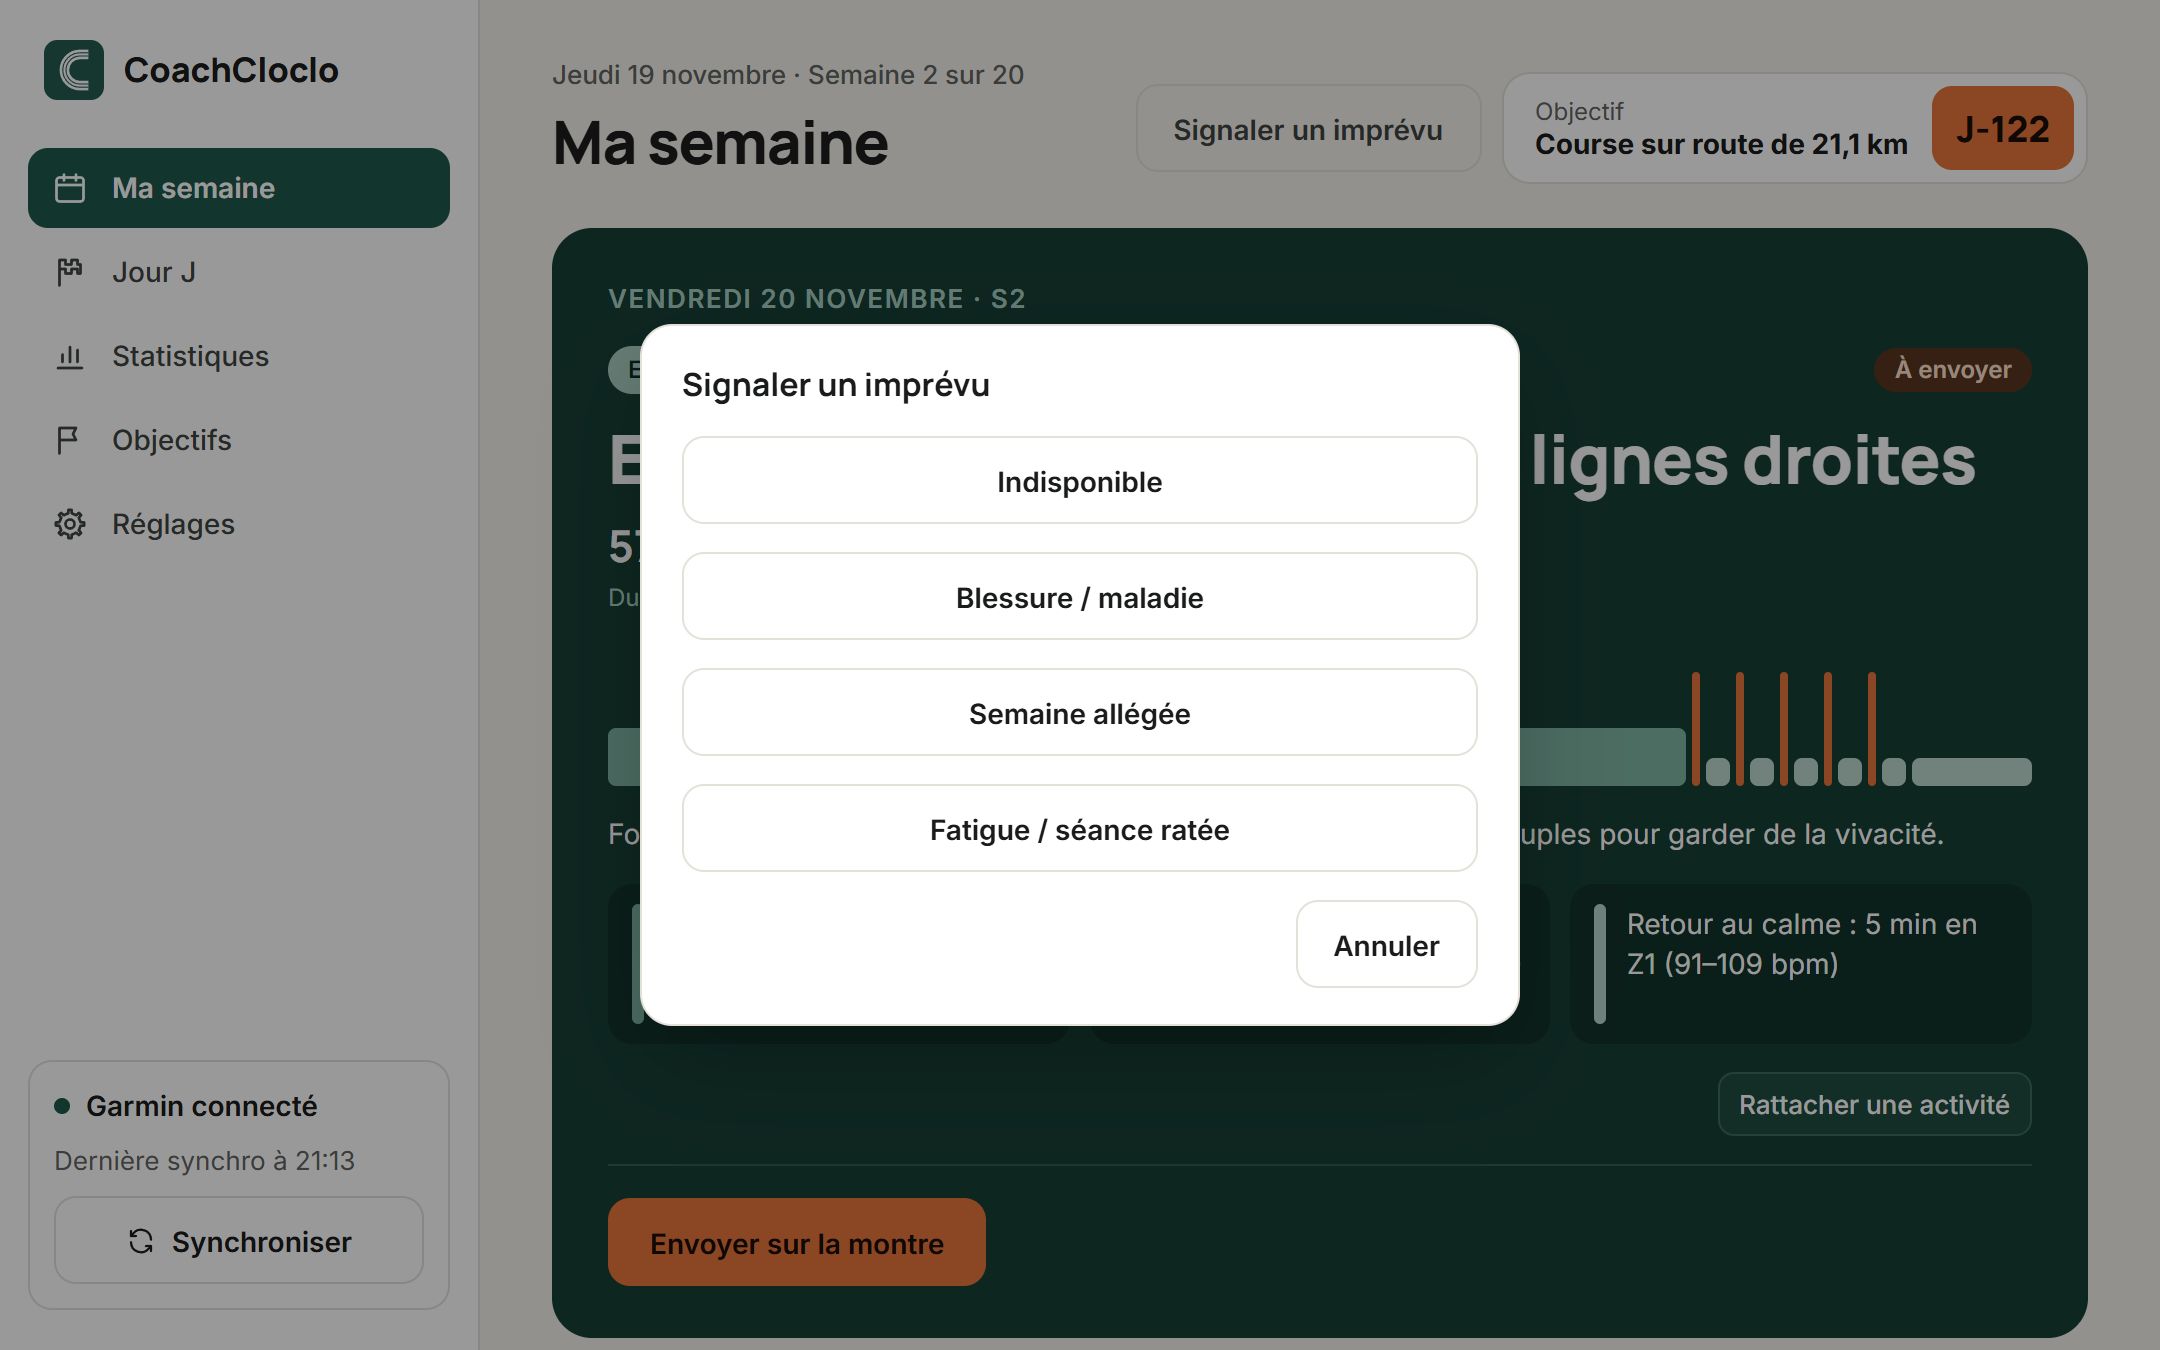 CoachCloclo
Ma semaine
Jour J
Statistiques
Objectifs
Réglages
Garmin connecté
Dernière synchro à 21:13
Synchroniser
Jeudi 19 novembre · Semaine 2 sur 20
Ma semaine
Signaler un imprévu
Objectif
Course sur route de 21,1 km
J-122
VENDREDI 20 NOVEMBRE · S2
À envoyer
lignes droites
Signaler un imprévu
Indisponible
Blessure / maladie
Semaine allégée
Fatigue / séance ratée
Annuler
pour garder de la vivacité.
Retour au calme : 5 min en
Z1 (91–109 bpm)
Rattacher une activité
Envoyer sur la montre